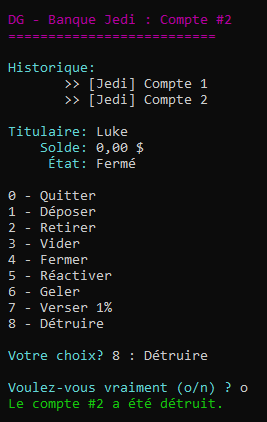 DG - Banque Jedi : Compte #2
==========================
Historique:
>> [Jedi] Compte 1
>> [Jedi] Compte 2
Titulaire: Luke
Solde: 0,00 $
État: Fermé
0 - Quitter
1 - Déposer
2 - Retirer
3 - Vider
4 - Fermer
5 - Réactiver
6 - Geler
7 - Verser 1%
8 - Détruire
Votre choix? 8 : Détruire
Voulez-vous vraiment (o/n) ? o
Le compte #2 a été détruit.